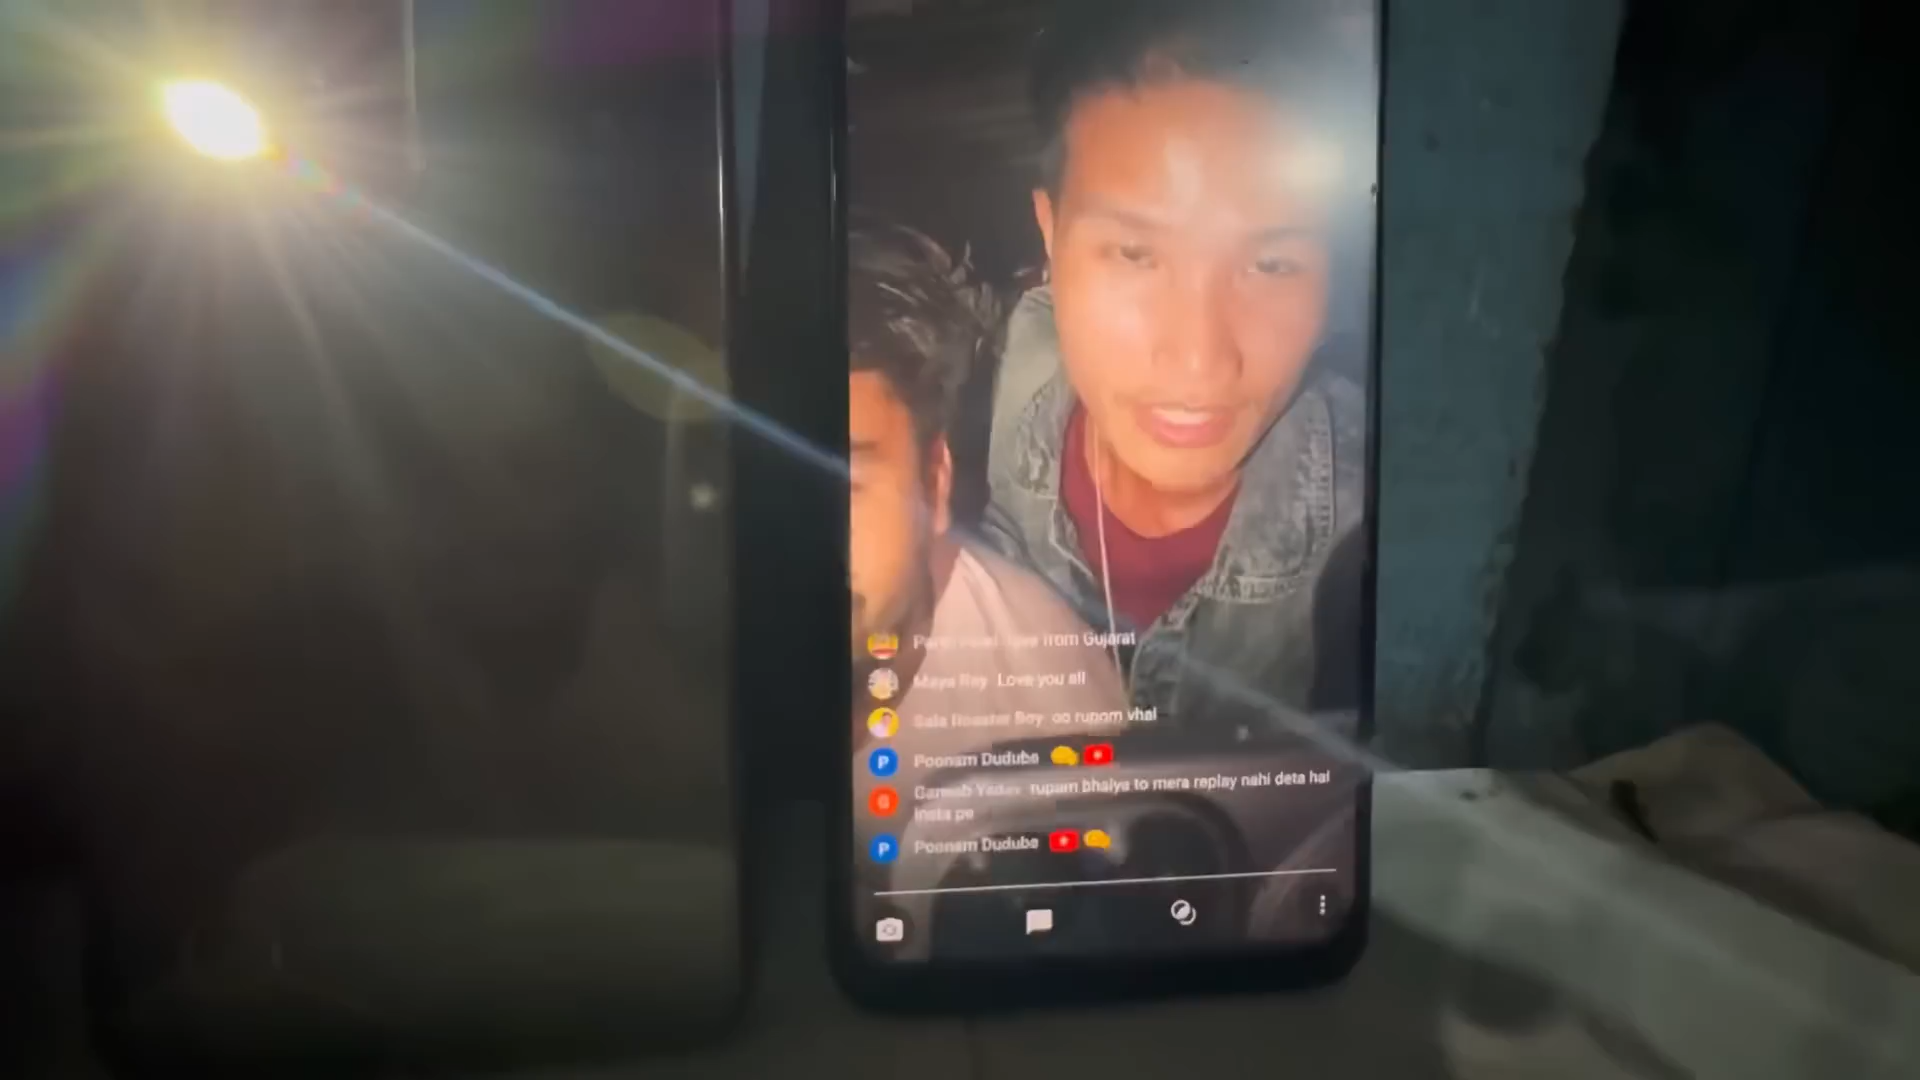 from Gujarat
Love you all
oo rupom vhai
P Poonam Duduba
G rupam bhaiya to mera replay nahi deta hai
insta pe
P Poonam Duduba